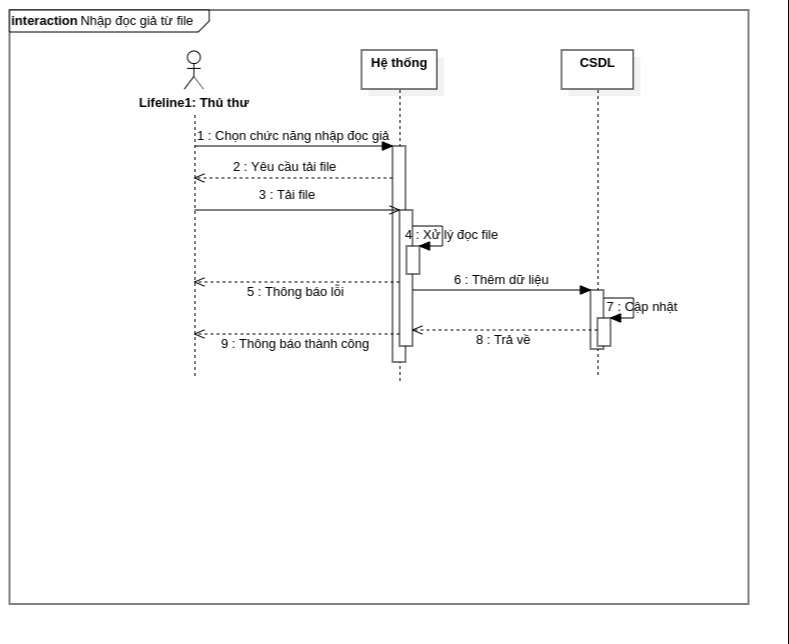 interaction Nhập đọc giả từ file
Hệ thống
CSDL
Lifeline1: Thủ thư
1 : Chọn chức năng nhập đọc giả
2 : Yêu cầu tải file
3 : Tải file
4 : Xử lý đọc file
6 : Thêm dữ liệu
5 : Thông báo lỗi
7 : Cập nhật
8 : Trả về
9 : Thông báo thành công